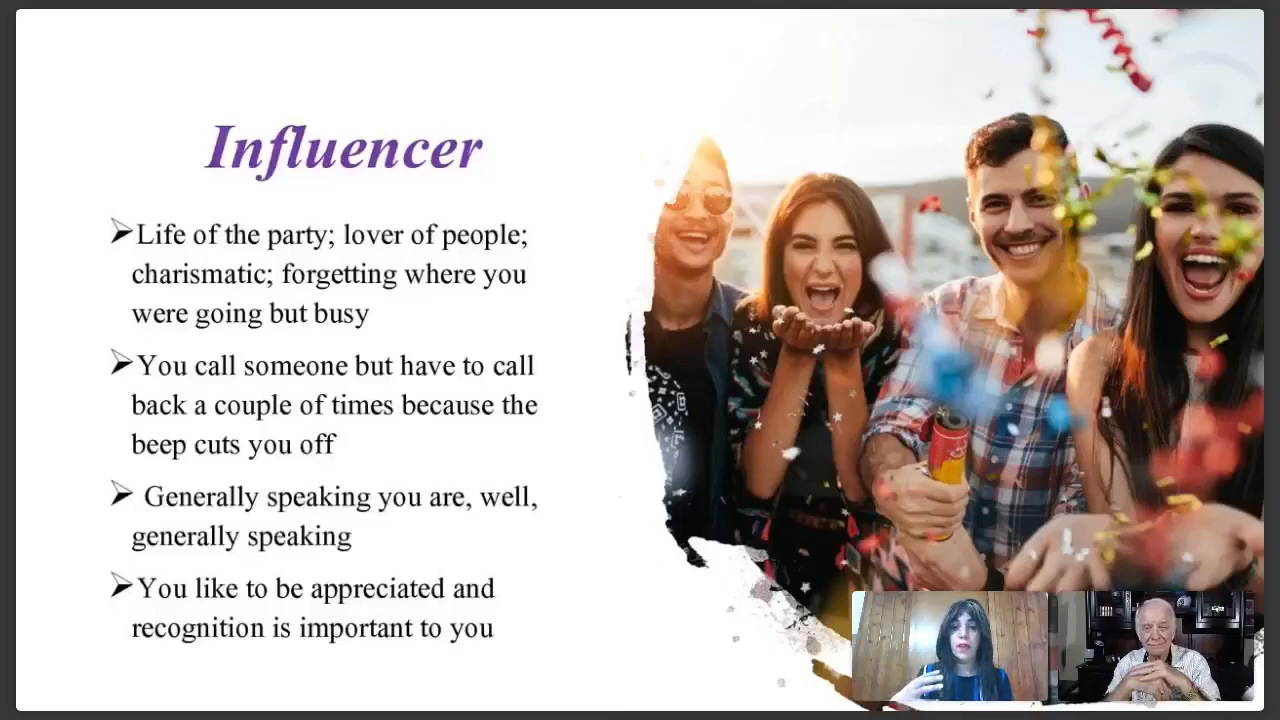 Influencer
➢Life of the party; lover of people;
charismatic; forgetting where you
were going but busy
➢You call someone but have to call
back a couple of times because the
beep cuts you off
➢ Generally speaking you are, well,
generally speaking
➢You like to be appreciated and
recognition is important to you